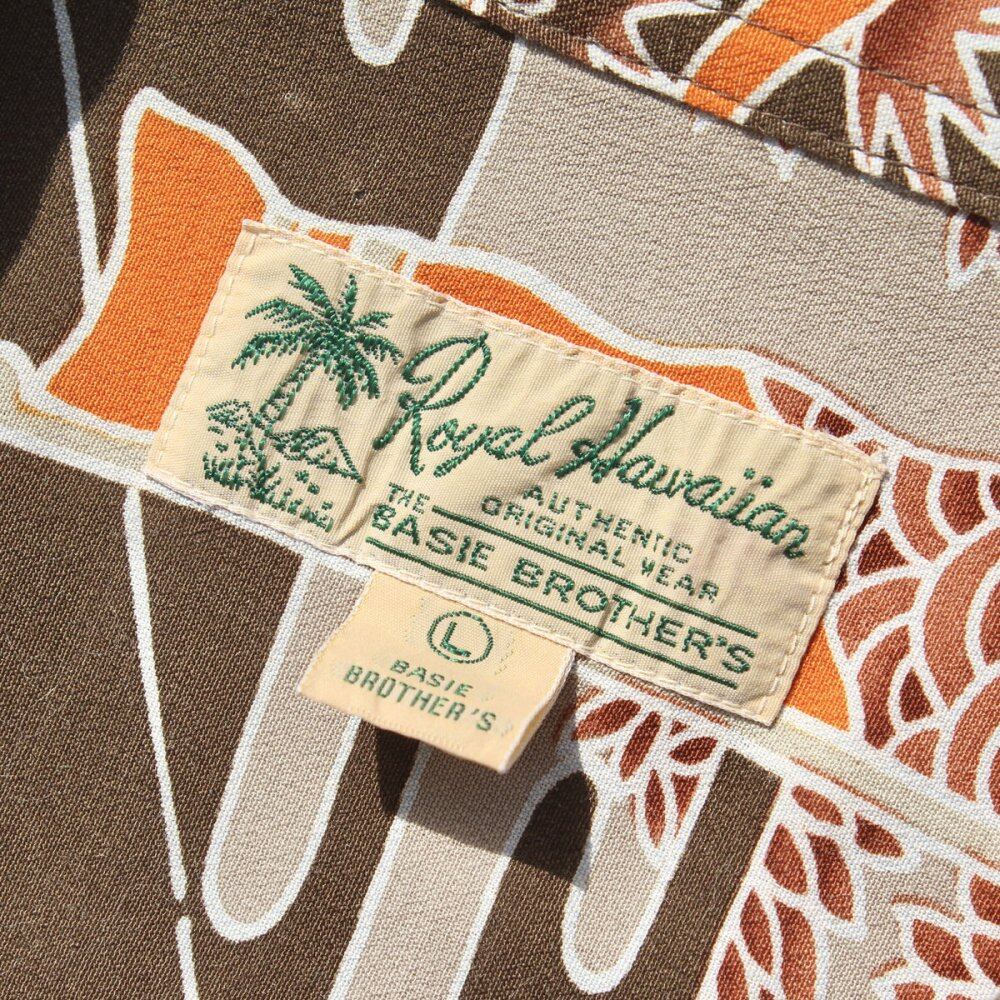 Royal Hawaiian
AUTHENTIC
ORIGINAL WEAR
THE
BASIE BROTHER'S
L
BASIE
BROTHER'S